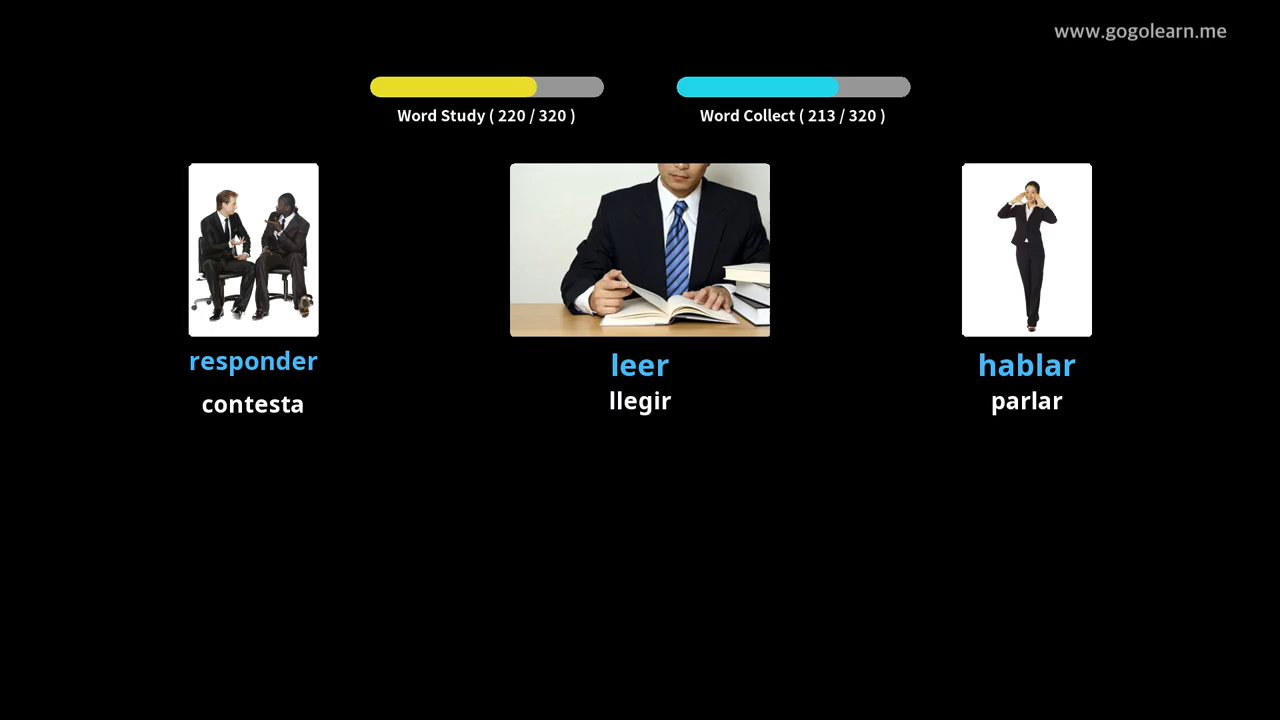 www.gogolearn.me
Word Study ( 220 / 320 )
Word Collect ( 213 / 320 )
responder
leer
hablar
contesta
llegir
parlar